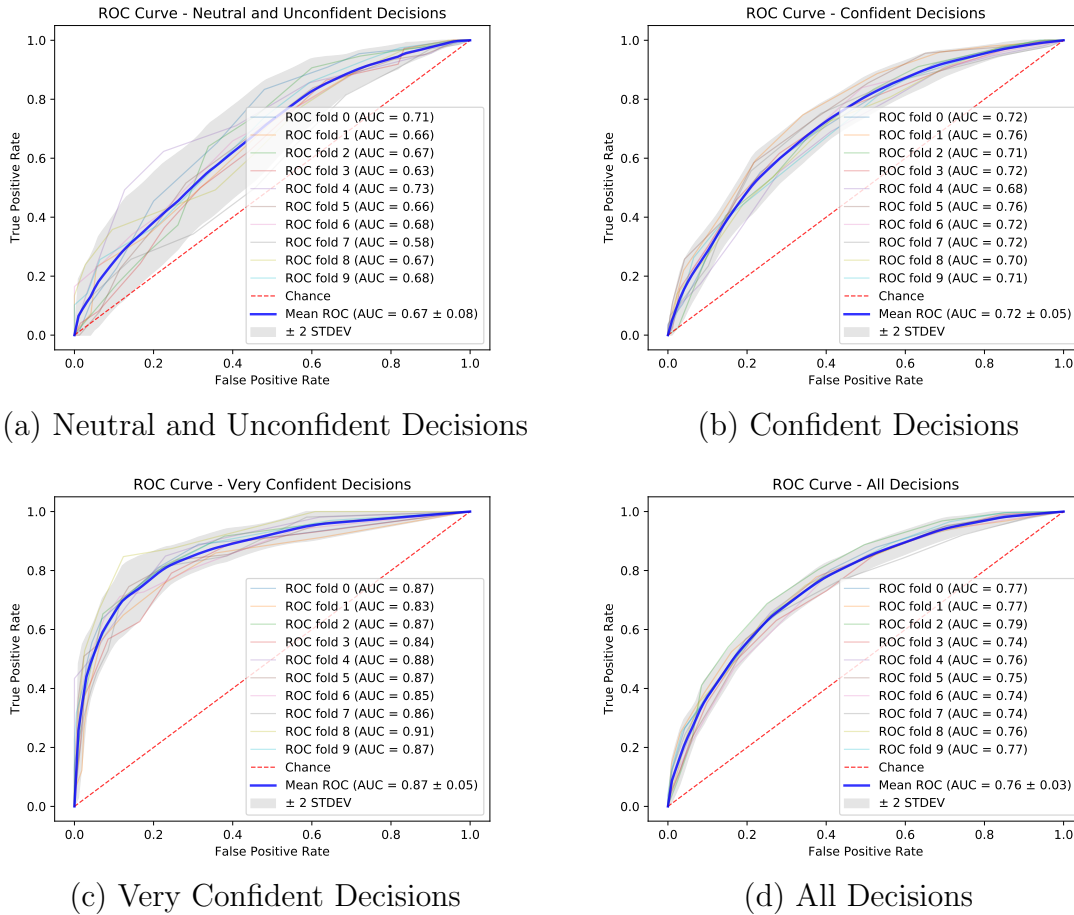 ROC Curve - Neutral and Unconfident Decisions
True Positive Rate
1.0
0.8
0.6
0.4
0.2
0.0
ROC fold 0 (AUC = 0.71)
ROC fold 1 (AUC = 0.66)
ROC fold 2 (AUC = 0.67)
ROC fold 3 (AUC = 0.63)
ROC fold 4 (AUC = 0.73)
ROC fold 5 (AUC = 0.66)
ROC fold 6 (AUC = 0.68)
ROC fold 7 (AUC = 0.58)
ROC fold 8 (AUC = 0.67)
ROC fold 9 (AUC = 0.68)
Chance
Mean ROC (AUC = 0.67 ± 0.08)
± 2 STDEV
0.0 0.2 0.4 0.6 0.8 1.0
False Positive Rate
(a) Neutral and Unconfident Decisions
ROC Curve - Confident Decisions
True Positive Rate
1.0
0.8
0.6
0.4
0.2
0.0
ROC fold 0 (AUC = 0.72)
ROC fold 1 (AUC = 0.76)
ROC fold 2 (AUC = 0.71)
ROC fold 3 (AUC = 0.72)
ROC fold 4 (AUC = 0.68)
ROC fold 5 (AUC = 0.76)
ROC fold 6 (AUC = 0.72)
ROC fold 7 (AUC = 0.72)
ROC fold 8 (AUC = 0.70)
ROC fold 9 (AUC = 0.71)
Chance
Mean ROC (AUC = 0.72 ± 0.05)
± 2 STDEV
0.0 0.2 0.4 0.6 0.8 1.0
False Positive Rate
(b) Confident Decisions
ROC Curve - Very Confident Decisions
True Positive Rate
1.0
0.8
0.6
0.4
0.2
0.0
ROC fold 0 (AUC = 0.87)
ROC fold 1 (AUC = 0.83)
ROC fold 2 (AUC = 0.87)
ROC fold 3 (AUC = 0.84)
ROC fold 4 (AUC = 0.88)
ROC fold 5 (AUC = 0.87)
ROC fold 6 (AUC = 0.85)
ROC fold 7 (AUC = 0.86)
ROC fold 8 (AUC = 0.91)
ROC fold 9 (AUC = 0.87)
Chance
Mean ROC (AUC = 0.87 ± 0.05)
± 2 STDEV
0.0 0.2 0.4 0.6 0.8 1.0
False Positive Rate
(c) Very Confident Decisions
ROC Curve - All Decisions
True Positive Rate
1.0
0.8
0.6
0.4
0.2
0.0
ROC fold 0 (AUC = 0.77)
ROC fold 1 (AUC = 0.77)
ROC fold 2 (AUC = 0.79)
ROC fold 3 (AUC = 0.74)
ROC fold 4 (AUC = 0.76)
ROC fold 5 (AUC = 0.75)
ROC fold 6 (AUC = 0.74)
ROC fold 7 (AUC = 0.74)
ROC fold 8 (AUC = 0.76)
ROC fold 9 (AUC = 0.77)
Chance
Mean ROC (AUC = 0.76 ± 0.03)
± 2 STDEV
0.0 0.2 0.4 0.6 0.8 1.0
False Positive Rate
(d) All Decisions